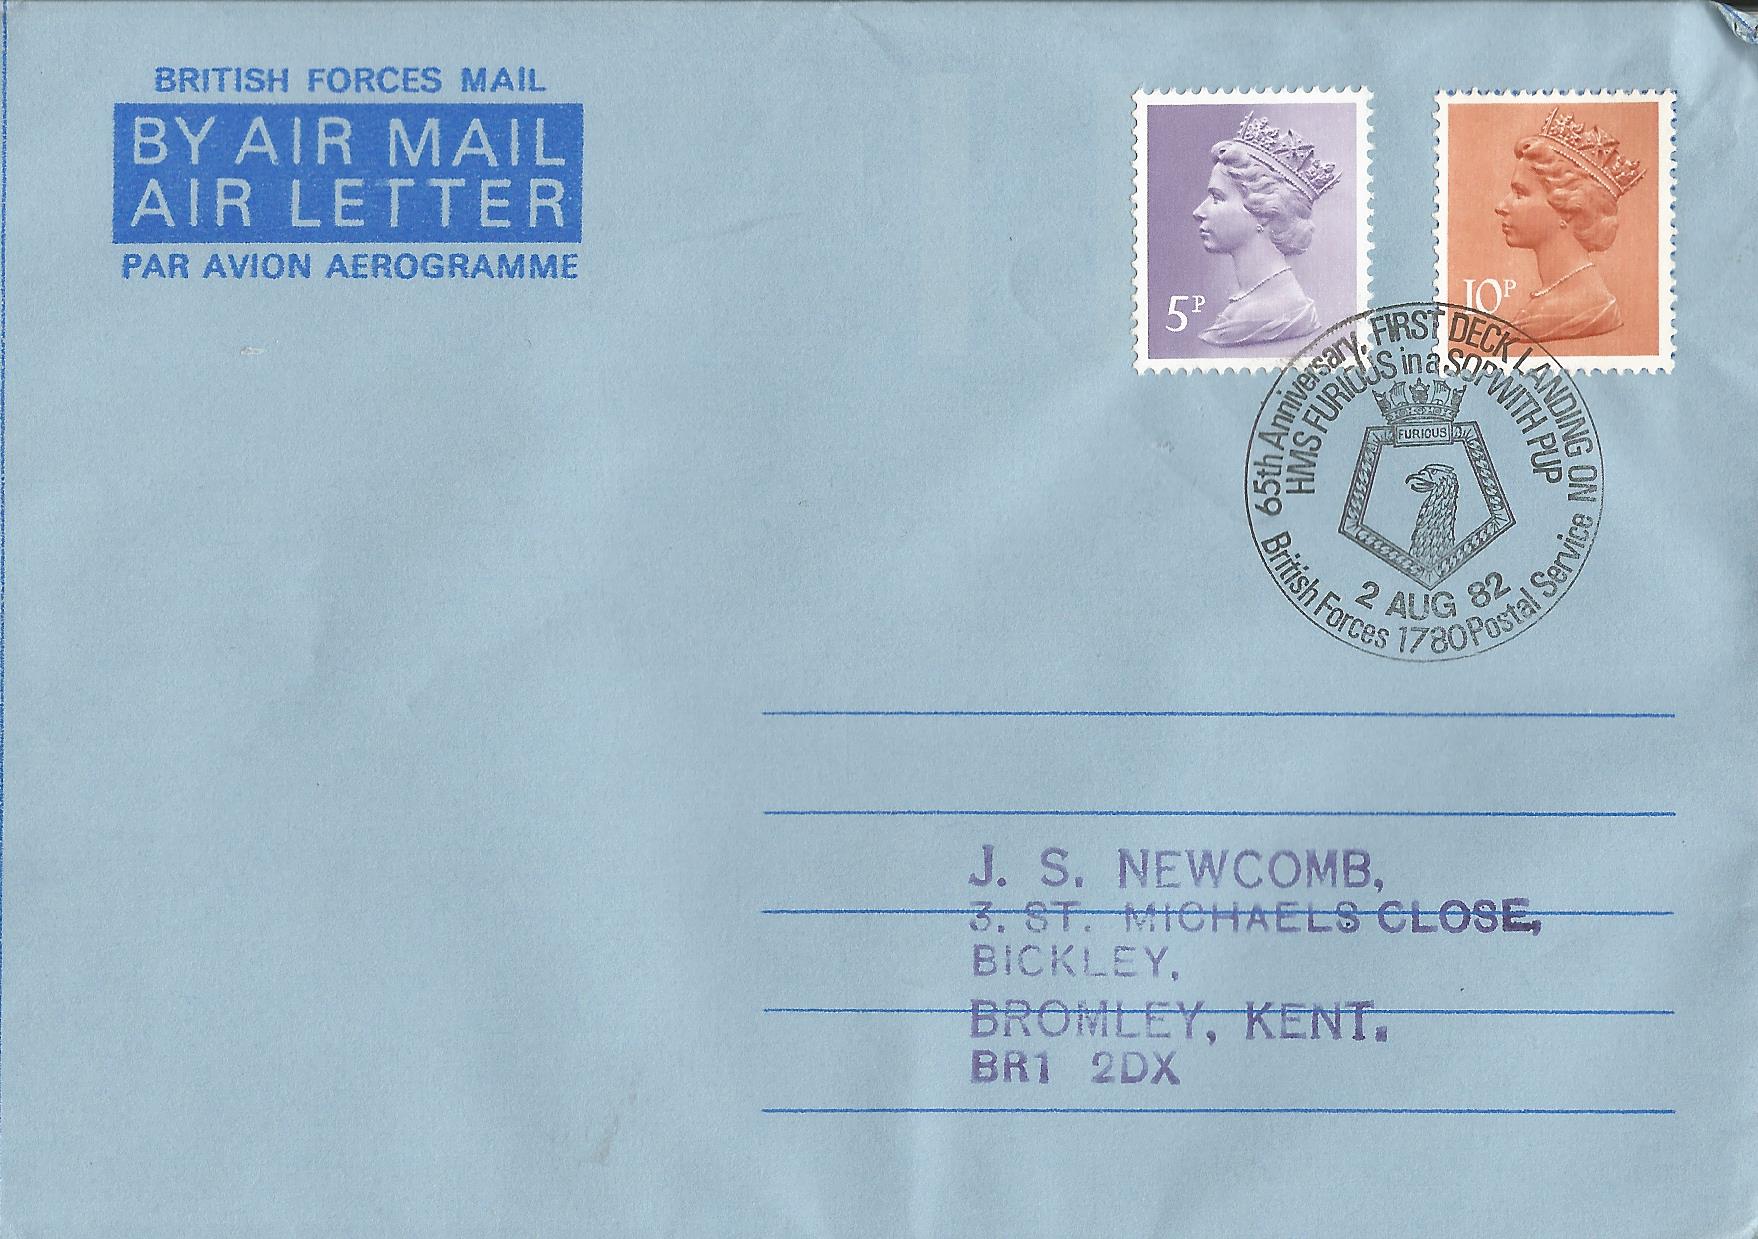 BRITISH FORCES MAIL
BY AIR MAIL
AIR LETTER
PAR AVION AEROGRAMME
5P
10P
65th Anniversary, FIRST DECK LANDING ON
HMS FURIOUS in a SOPWITH PUP
FURIOUS
2 AUG 82
British Forces 1780 Postal Service
J. S. NEWCOMB,
3. ST. MICHAELS CLOSE,
BICKLEY,
BROMLEY, KENT.
BR1 2DX